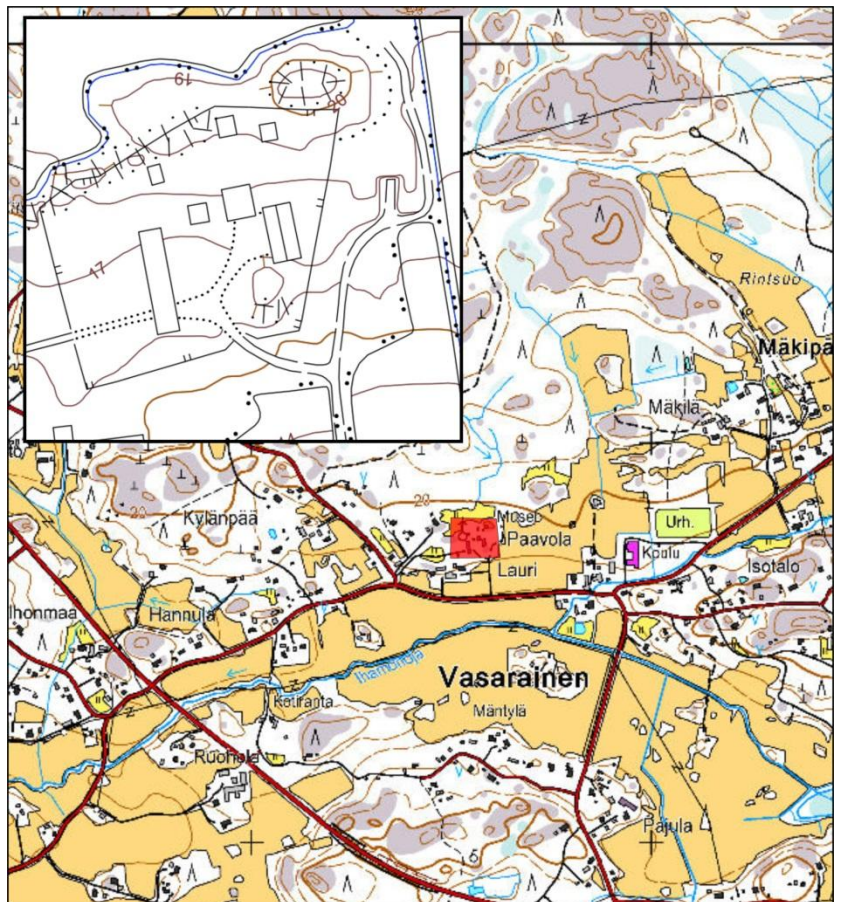 19
20
17
Rintsuo
Mäkipä
Mäkilä
20
20
Kylänpää
Museo
Paavola
Urh.
Koulu
Lauri
Isotalo
Ihonmaa
Hannula
Ihamonoja
Vasarainen
Kotiranta
Mäntylä
Ruohola
Pajula